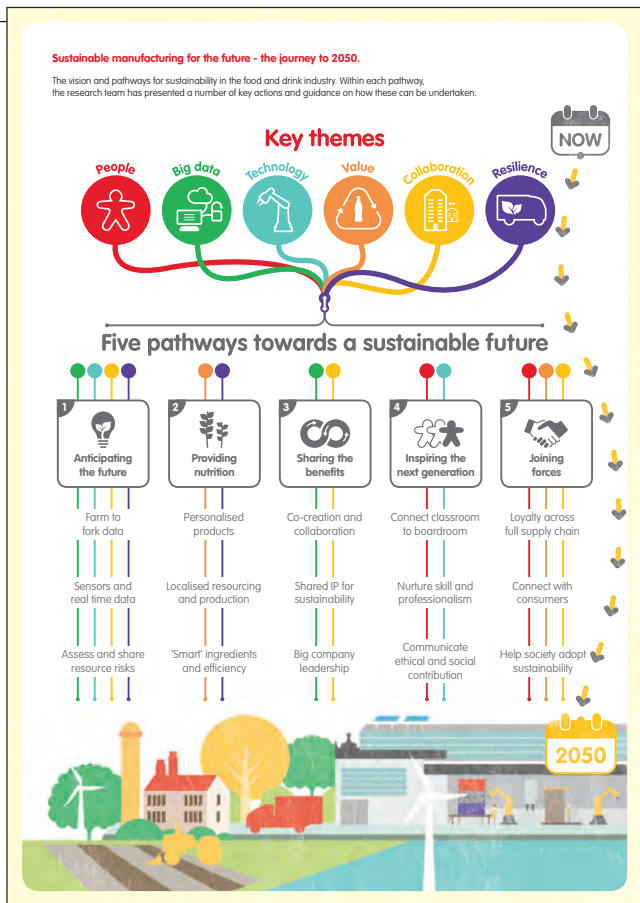 Sustainable manufacturing for the future - the journey to 2050.
The vision and pathways for sustainability in the food and drink industry. Within each pathway,
the research team has presented a number of key actions and guidance on how these can be undertaken.
NOW
Key themes
People
Big data
Technology
Value
Collaboration
Resilience
Five pathways towards a sustainable future
1
Anticipating
the future
Farm to
fork data
Sensors and
real time data
Assess and share
resource risks
2
Providing
nutrition
Personalised
products
Localised resourcing
and production
'Smart' ingredients
and efficiency
3
Sharing the
benefits
Co-creation and
collaboration
Shared IP for
sustainability
Big company
leadership
4
Inspiring the
next generation
Connect classroom
to boardroom
Nurture skill and
professionalism
Communicate
ethical and social
contribution
5
Joining
forces
Loyalty across
full supply chain
Connect with
consumers
Help society adopt
sustainability
2050